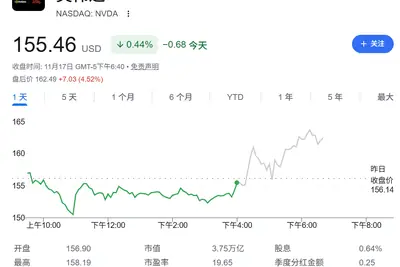 NASDAQ: NVDA
155.46 USD ↓ 0.44% −0.68 今天
+ 关注
收盘时间: 11月17日 GMT-5下午6:40 • 免责声明
盘后价 162.49 +7.03 (4.52%)
1 天 5 天 1 个月 6 个月 YTD 1 年 5 年 最大
165
160
155
150
昨日
收盘价
156.14
上午10:00 下午12:00 下午2:00 下午4:00 下午6:00 下午8:00
开盘 156.90 市值 3.75万亿 股息 0.64%
最高 158.19 市盈率 19.65 季度分红金额 0.25